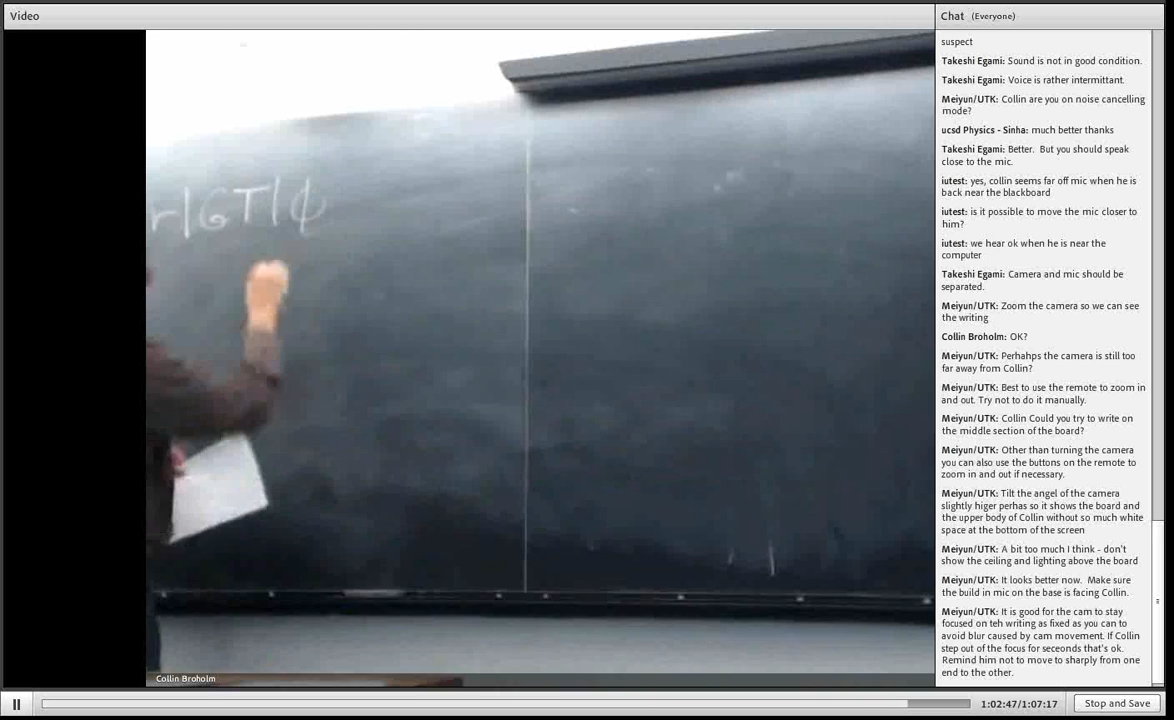 Video
r|GT|φ
Collin Broholm
Chat (Everyone)
suspect
Takeshi Egami: Sound is not in good condition.
Takeshi Egami: Voice is rather intermittant.
Meiyun/UTK: Collin are you on noise cancelling
mode?
ucsd Physics - Sinha: much better thanks
Takeshi Egami: Better. But you should speak
close to the mic.
iutest: yes, collin seems far off mic when he is
back near the blackboard
iutest: is it possible to move the mic closer to
him?
iutest: we hear ok when he is near the
computer
Takeshi Egami: Camera and mic should be
separated.
Meiyun/UTK: Zoom the camera so we can see
the writing
Collin Broholm: OK?
Meiyun/UTK: Perhahps the camera is still too
far away from Collin?
Meiyun/UTK: Best to use the remote to zoom in
and out. Try not to do it manually.
Meiyun/UTK: Collin Could you try to write on
the middle section of the board?
Meiyun/UTK: Other than turning the camera
you can also use the buttons on the remote to
zoom in and out if necessary.
Meiyun/UTK: Tilt the angel of the camera
slightly higer perhas so it shows the board and
the upper body of Collin without so much white
space at the bottom of the screen
Meiyun/UTK: A bit too much I think - don't
show the ceiling and lighting above the board
Meiyun/UTK: It looks better now. Make sure
the build in mic on the base is facing Collin.
Meiyun/UTK: It is good for the cam to stay
focused on teh writing as fixed as you can to
avoid blur caused by cam movement. If Collin
step out of the focus for seceonds that's ok.
Remind him not to move to sharply from one
end to the other.
1:02:47/1:07:17
Stop and Save